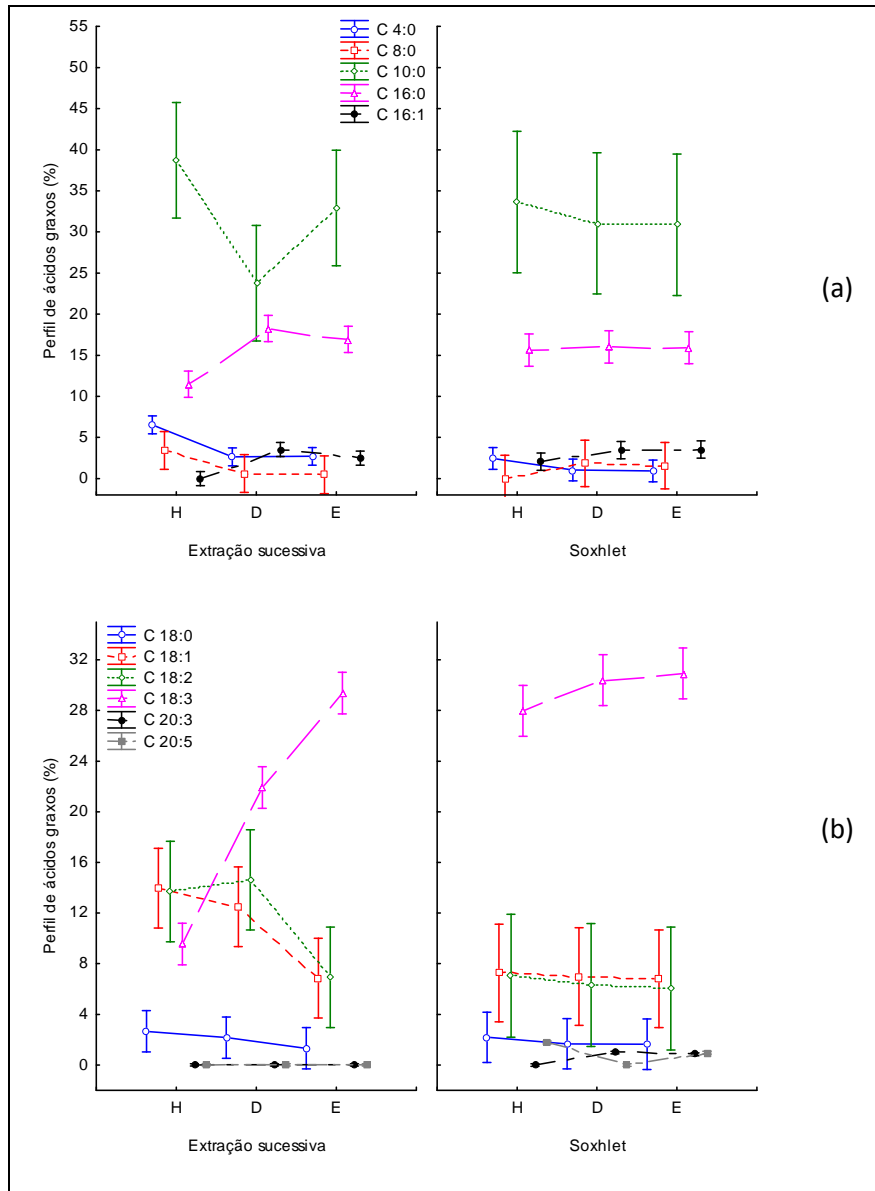 55
50
45
40
35
30
25
20
15
10
5
0
Perfil de ácidos graxos (%)
C 4:0
C 8:0
C 10:0
C 16:0
C 16:1
H D E
Extração sucessiva
H D E
Soxhlet
(a)
32
28
24
20
16
12
8
4
0
Perfil de ácidos graxos (%)
C 18:0
C 18:1
C 18:2
C 18:3
C 20:3
C 20:5
H D E
Extração sucessiva
H D E
Soxhlet
(b)